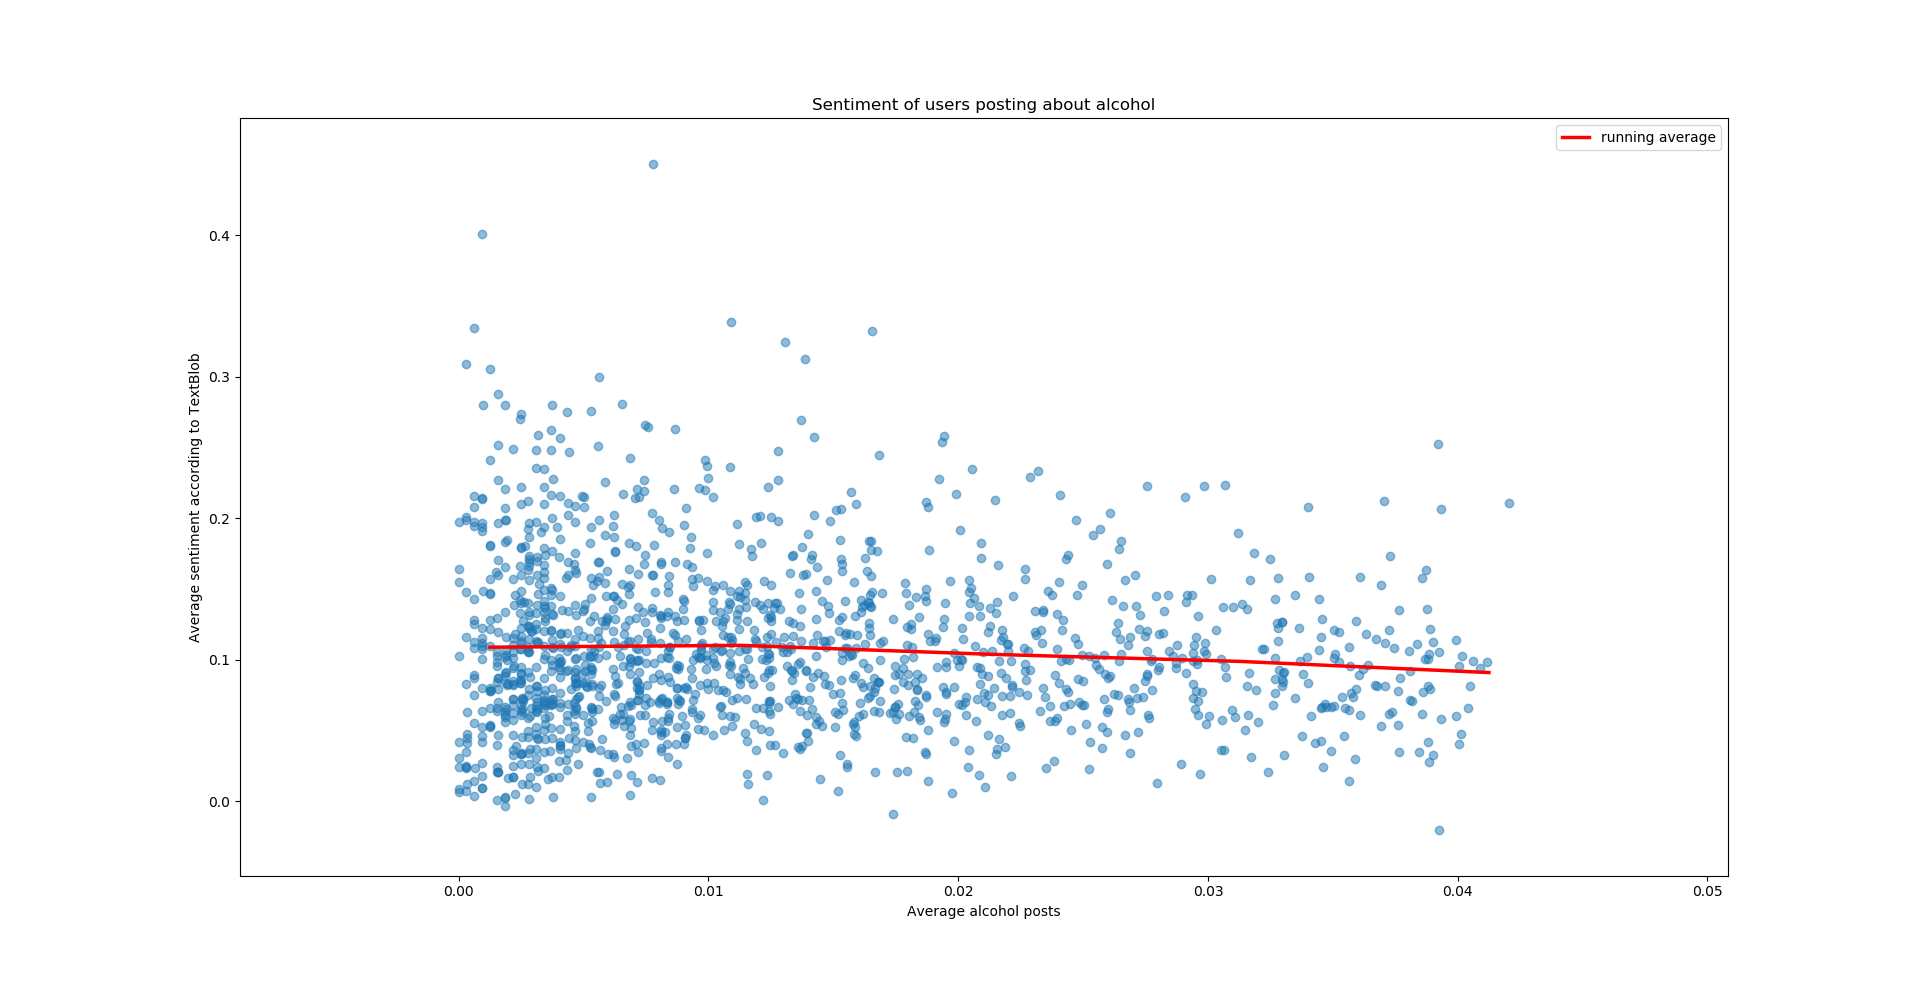 Sentiment of users posting about alcohol
running average
Average sentiment according to TextBlob
0.4
0.3
0.2
0.1
0.0
0.00 0.01 0.02 0.03 0.04 0.05
Average alcohol posts